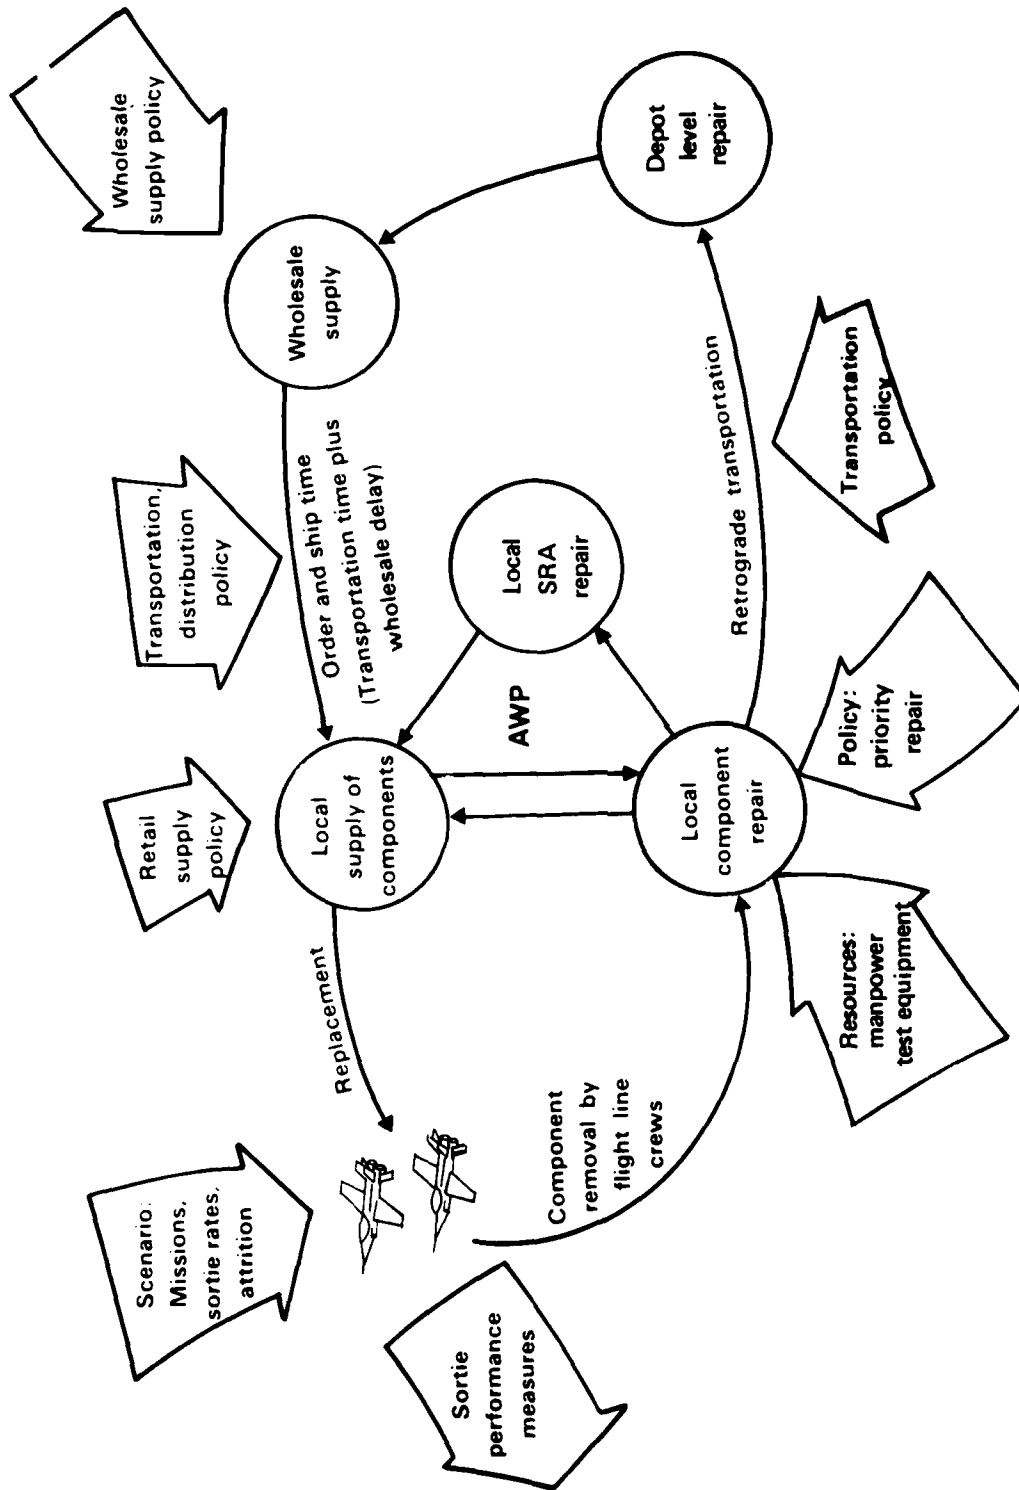 Scenario:
Missions,
sortie rates,
attrition
Retail
supply
policy
Transportation,
distribution
policy
Wholesale
supply policy
Replacement
Local
supply of
components
Order and ship time
(Transportation time plus
wholesale delay)
Wholesale
supply
AWP
Local
SRA
repair
Sortie
performance
measures
Component
removal by
flight line
crews
Local
component
repair
Retrograde transportation
Depot
level
repair
Resources:
manpower
test equipment
Policy:
priority
repair
Transportation
policy